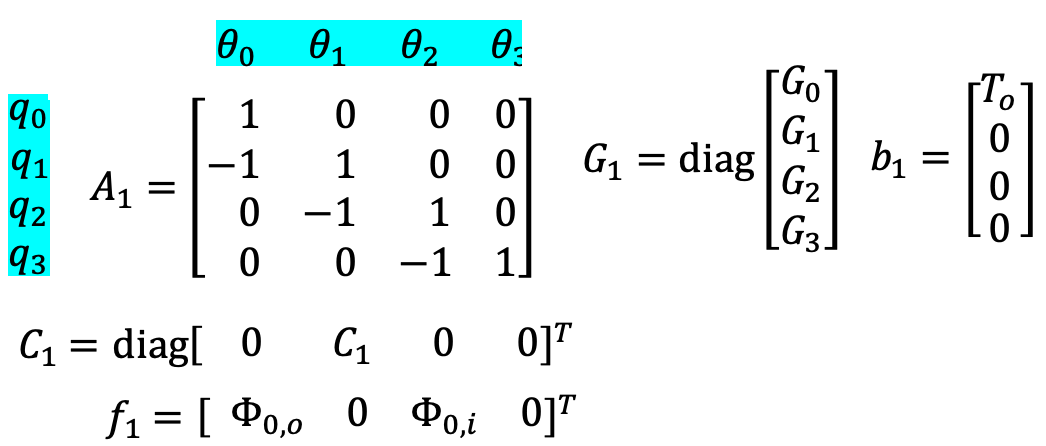 θ₀ θ₁ θ₂ θ₃
q₀ 1 0 0 0 G₀ Tₒ
q₁ −1 1 0 0 G₁ 0
A₁ = G₁ = diag b₁ =
q₂ 0 −1 1 0 G₂ 0
q₃ 0 0 −1 1 G₃ 0
C₁ = diag[ 0 C₁ 0 0]ᵀ
f₁ = [ Φ₀,ₒ 0 Φ₀,ᵢ 0]ᵀ